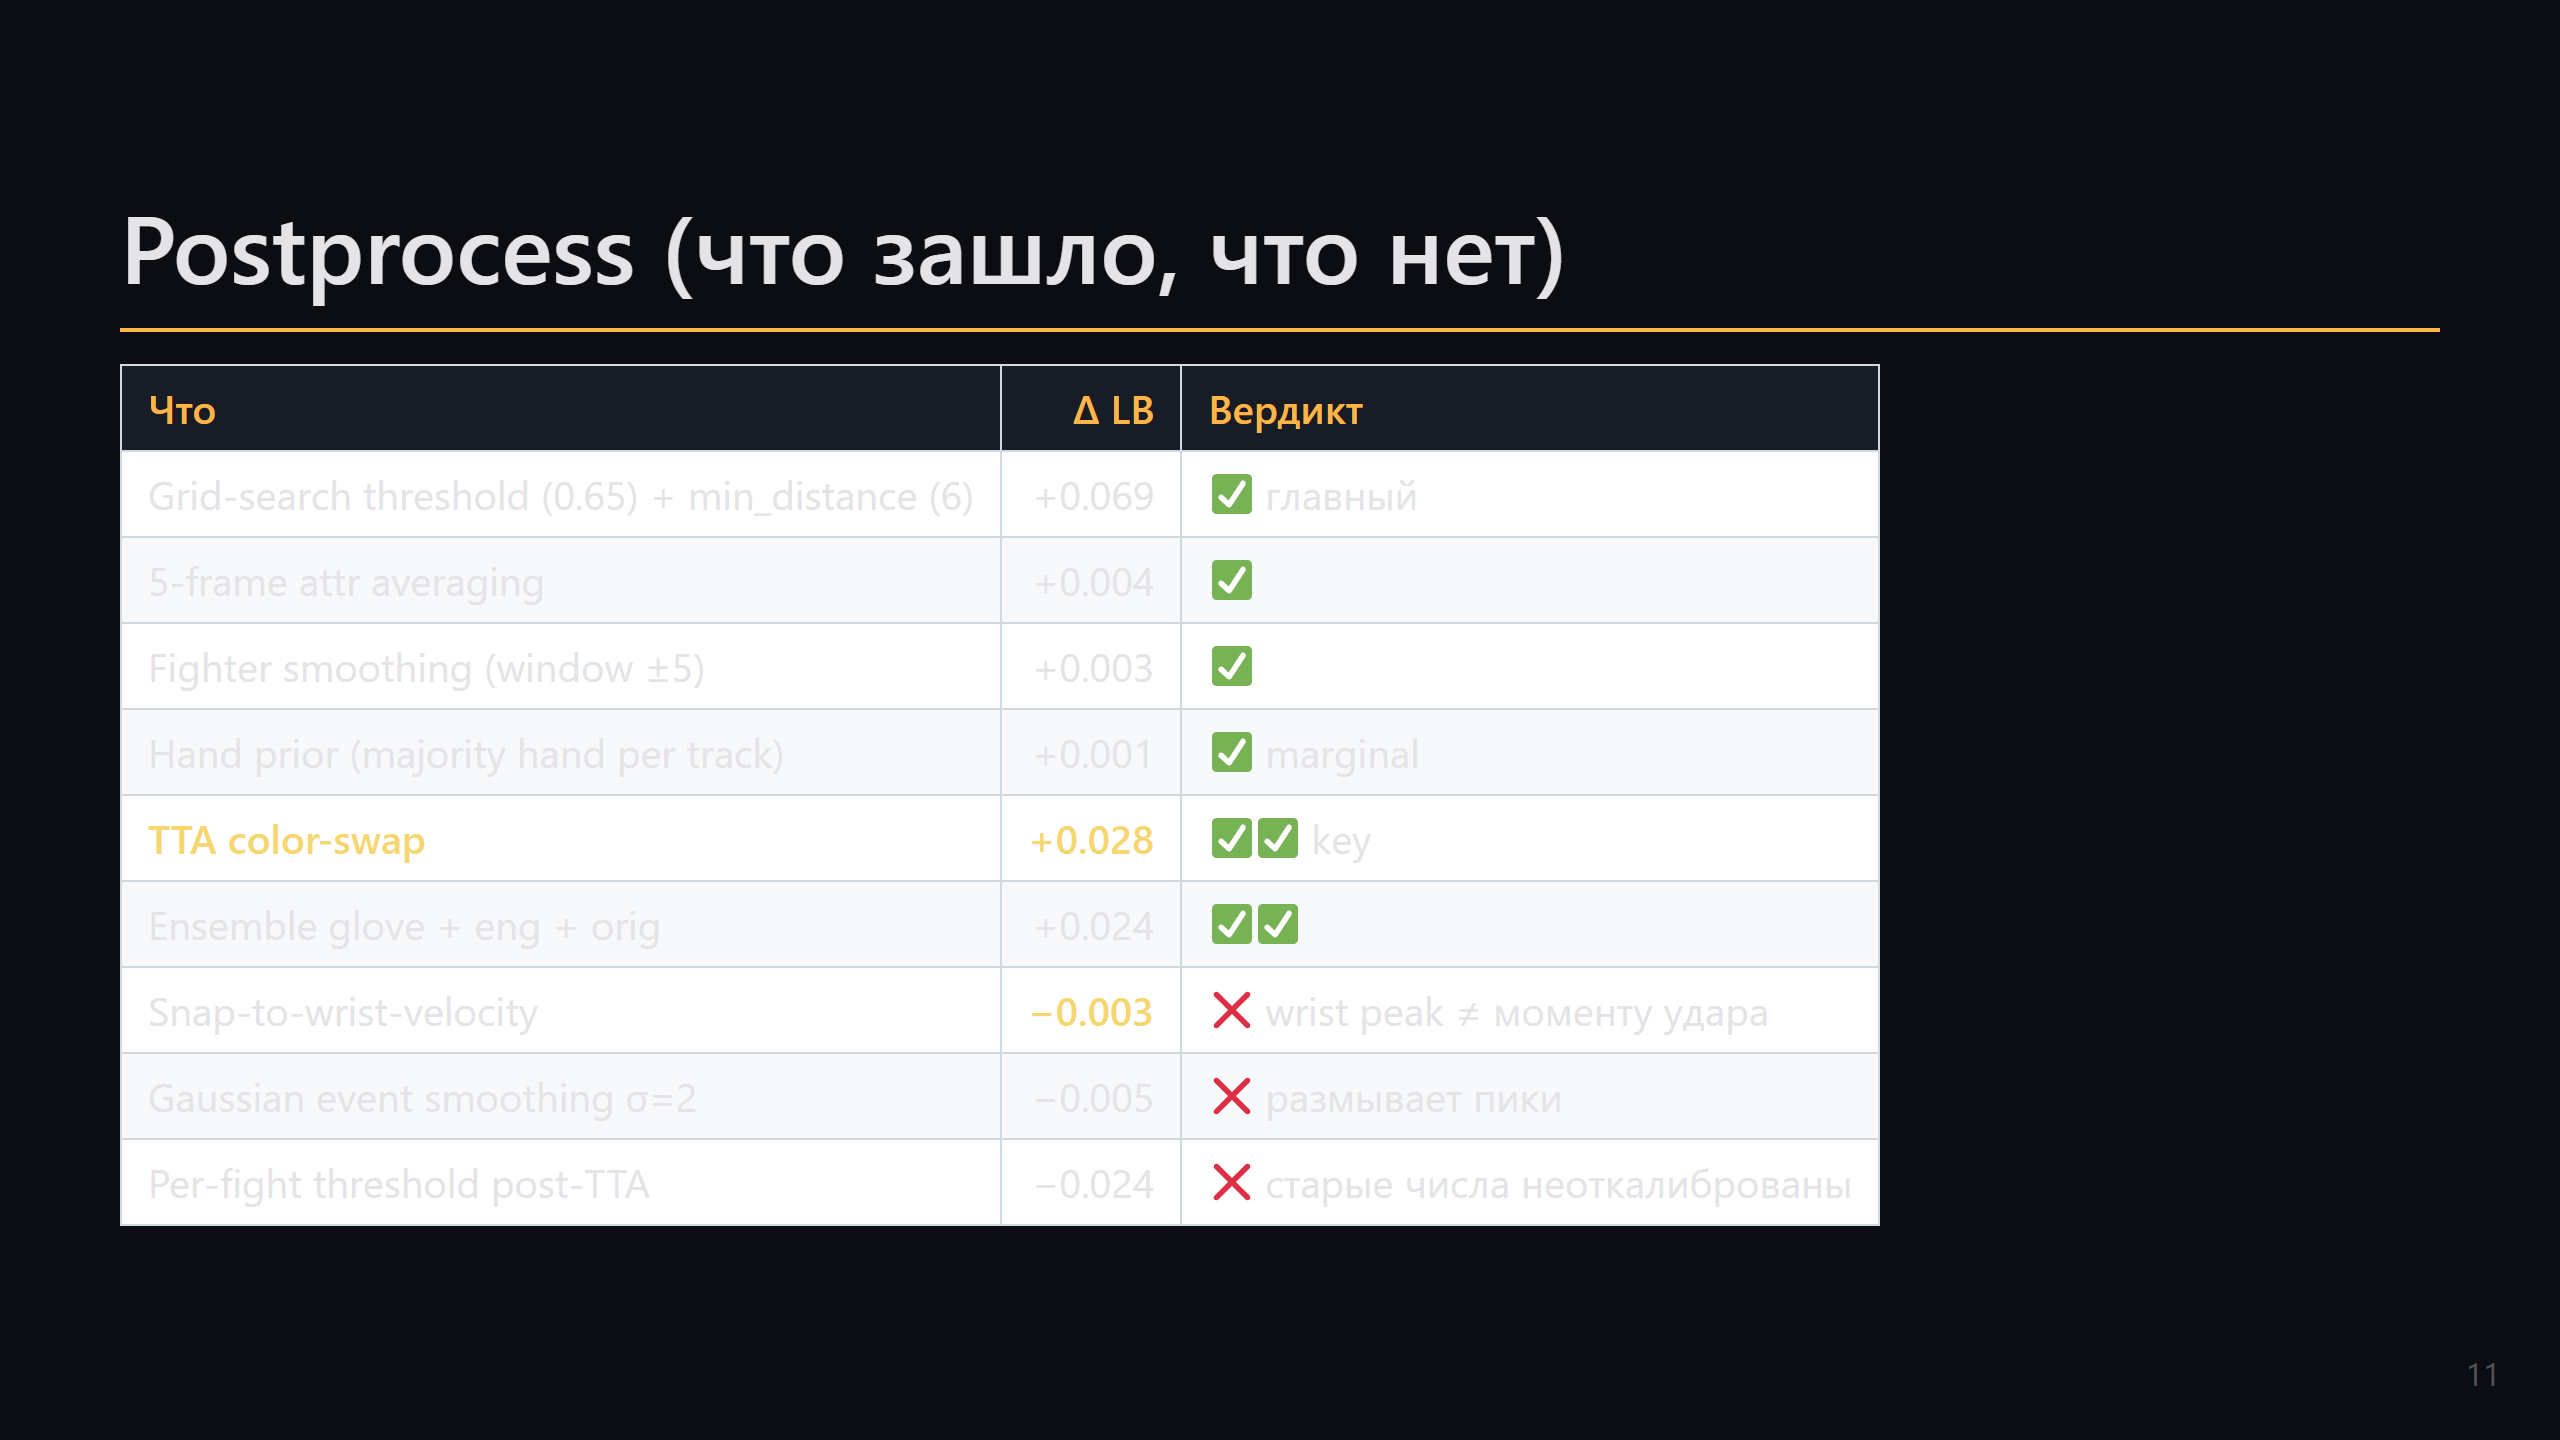 Postprocess (что зашло, что нет)
Что Δ LB Вердикт
Grid-search threshold (0.65) + min_distance (6) +0.069 ✅ главный
5-frame attr averaging +0.004 ✅
Fighter smoothing (window ±5) +0.003 ✅
Hand prior (majority hand per track) +0.001 ✅ marginal
TTA color-swap +0.028 ✅✅ key
Ensemble glove + eng + orig +0.024 ✅✅
Snap-to-wrist-velocity −0.003 ❌ wrist peak ≠ моменту удара
Gaussian event smoothing σ=2 −0.005 ❌ размывает пики
Per-fight threshold post-TTA −0.024 ❌ старые числа неоткалиброваны
11